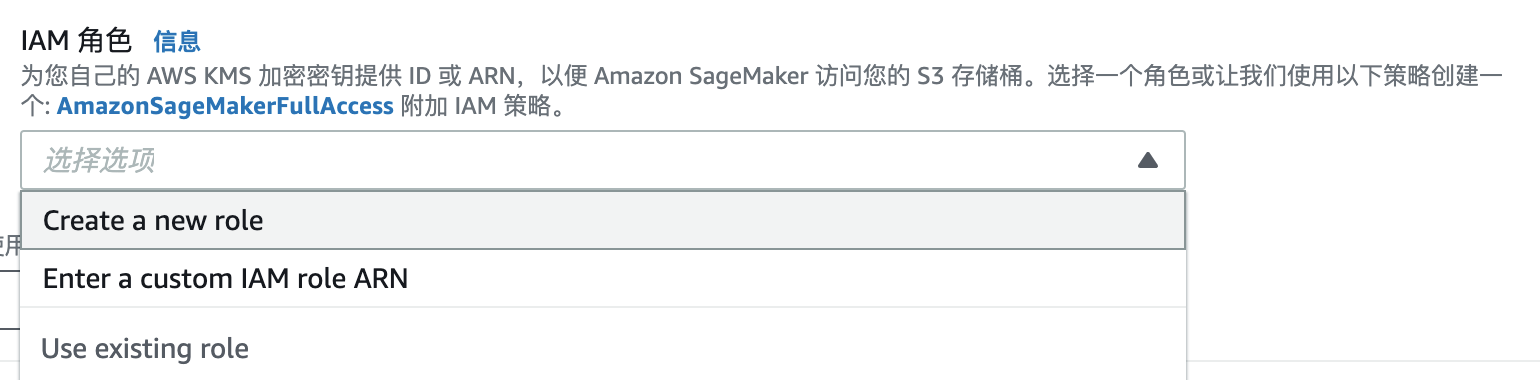 IAM 角色 信息
为您自己的 AWS KMS 加密密钥提供 ID 或 ARN，以便 Amazon SageMaker 访问您的 S3 存储桶。选择一个角色或让我们使用以下策略创建一
个: AmazonSageMakerFullAccess 附加 IAM 策略。
选择选项
Create a new role
用
Enter a custom IAM role ARN
Use existing role